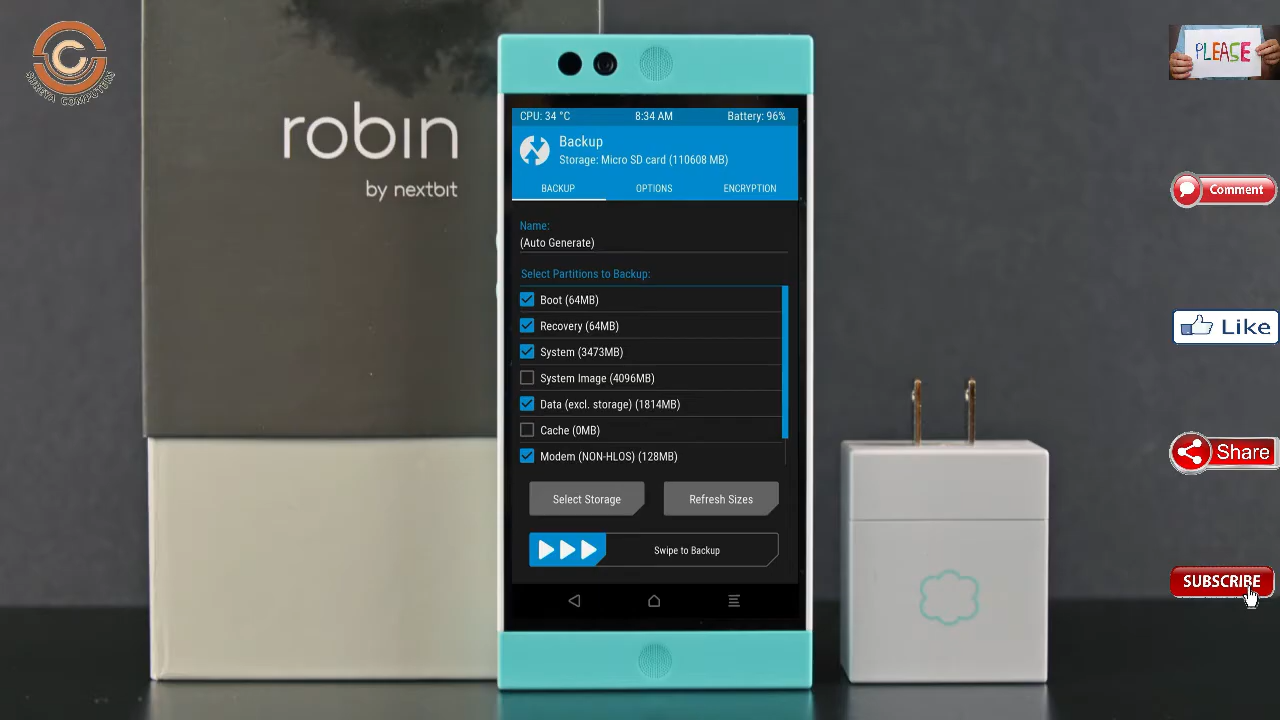 C
SHREYA COMPUTERS
robin
by nextbit
CPU: 34 °C
8:34 AM
Battery: 96%
Backup
Storage: Micro SD card (110608 MB)
BACKUP
OPTIONS
ENCRYPTION
Name:
(Auto Generate)
Select Partitions to Backup:
Boot (64MB)
Recovery (64MB)
System (3473MB)
System Image (4096MB)
Data (excl. storage) (1814MB)
Cache (0MB)
Modem (NON-HLOS) (128MB)
Select Storage
Refresh Sizes
Swipe to Backup
PLEASE
Comment
Like
Share
SUBSCRIBE